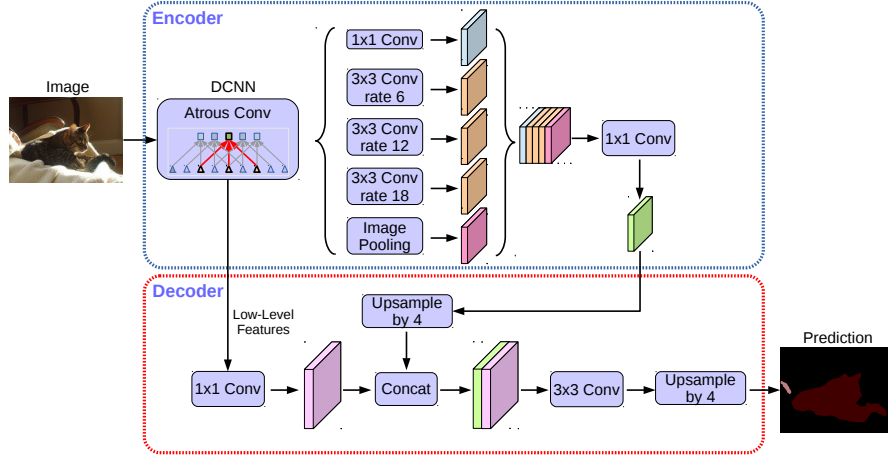 Encoder
Image
DCNN
Atrous Conv
1x1 Conv
3x3 Conv
rate 6
3x3 Conv
rate 12
3x3 Conv
rate 18
Image
Pooling
1x1 Conv
Decoder
Low-Level
Features
Upsample
by 4
1x1 Conv
Concat
3x3 Conv
Upsample
by 4
Prediction